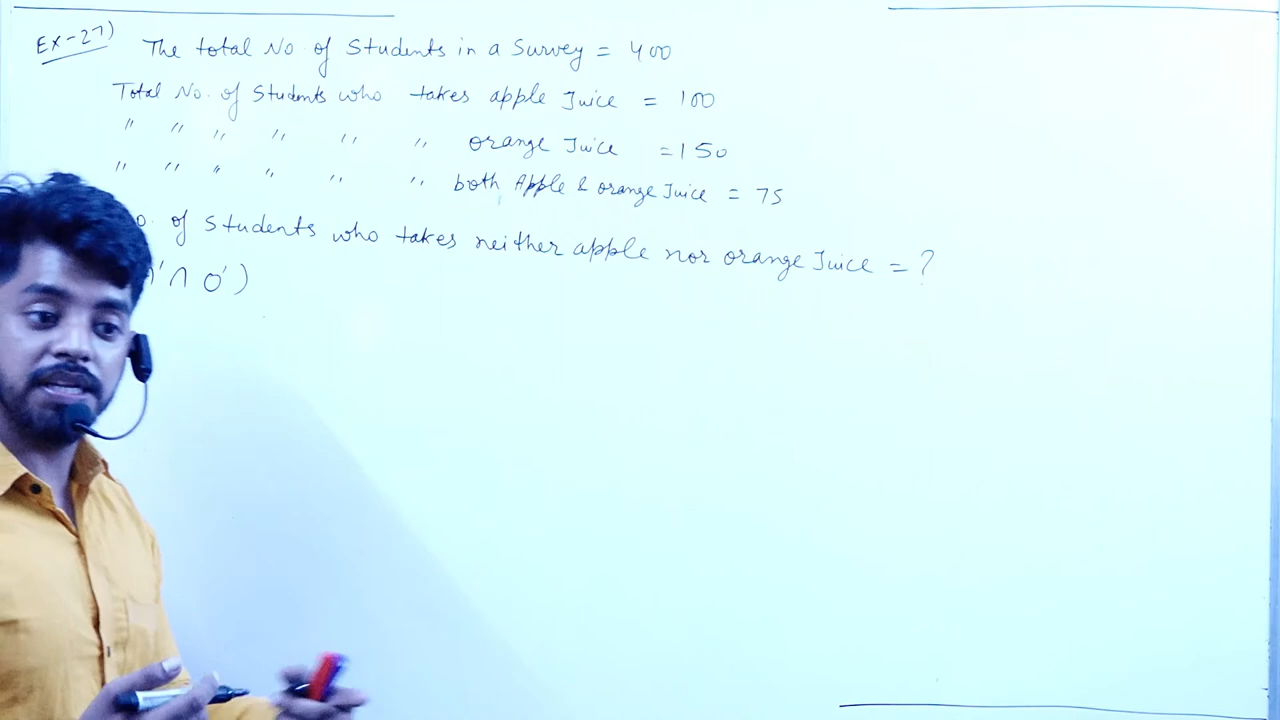 Ex-27) The total No. of Students in a Survey = 400
Total No. of Students who takes apple Juice = 100
" " " " " " orange Juice = 150
" " " " " " both Apple & orange Juice = 75
of Students who takes neither apple nor orange Juice = ?
' ∩ O')